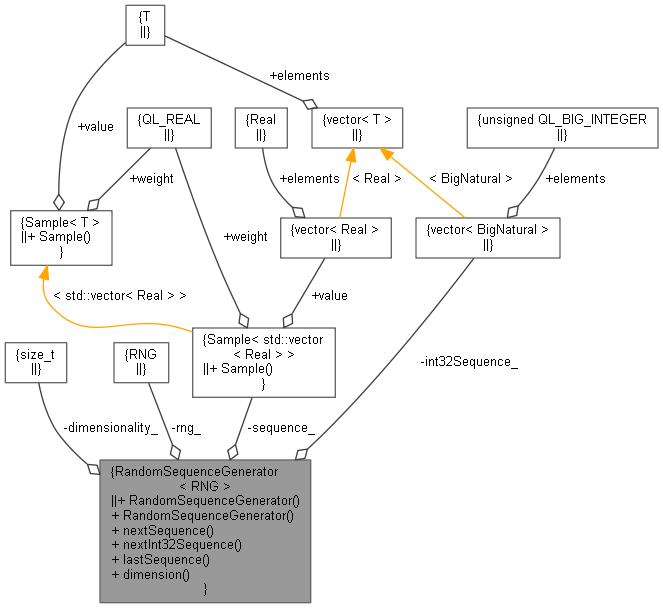 {T
||}
+elements
+value
{QL_REAL
||}
{Real
||}
{vector< T >
||}
{unsigned QL_BIG_INTEGER
||}
+weight
+elements
< Real >
< BigNatural >
+elements
{Sample< T >
||+ Sample()
}
+weight
{vector< Real >
||}
{vector< BigNatural >
||}
< std::vector< Real > >
+value
{Sample< std::vector
< Real > >
||+ Sample()
}
{size_t
||}
{RNG
||}
-int32Sequence_
-dimensionality_
-rng_
-sequence_
{RandomSequenceGenerator
< RNG >
||+ RandomSequenceGenerator()
+ RandomSequenceGenerator()
+ nextSequence()
+ nextInt32Sequence()
+ lastSequence()
+ dimension()
}